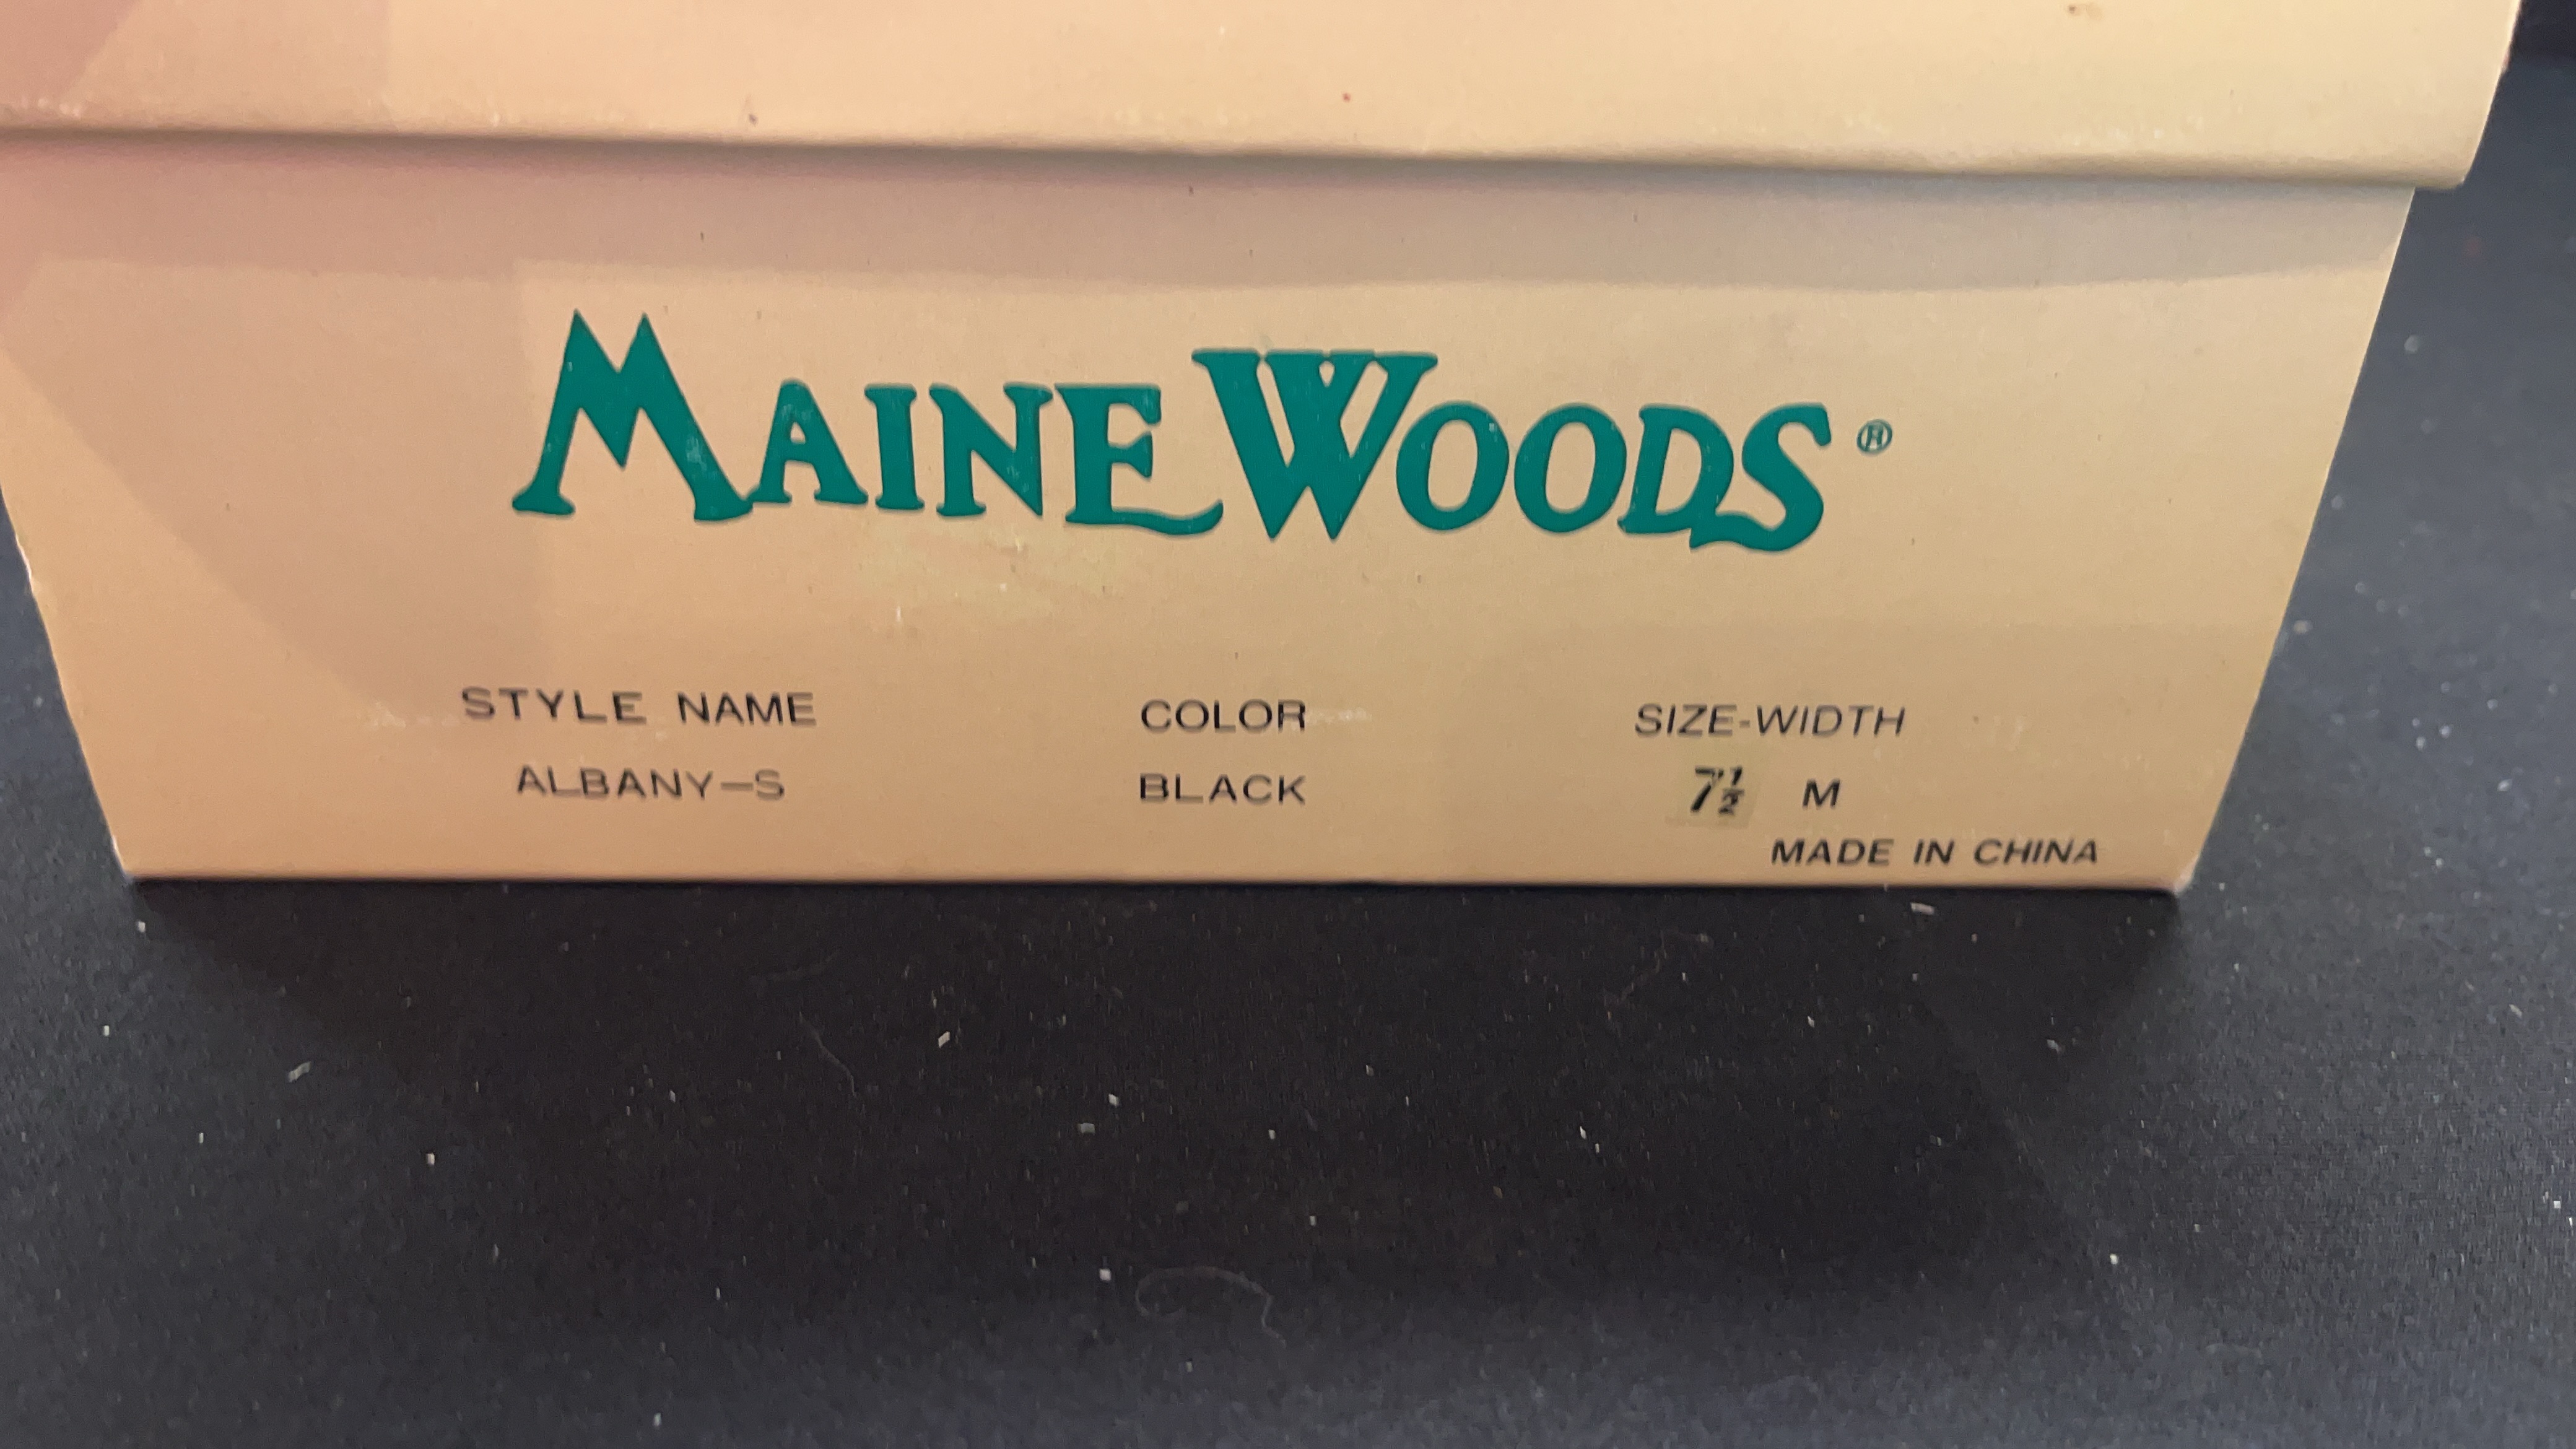 MAINE WOODS®
STYLE NAME COLOR SIZE-WIDTH
ALBANY-S BLACK 7½ M
MADE IN CHINA